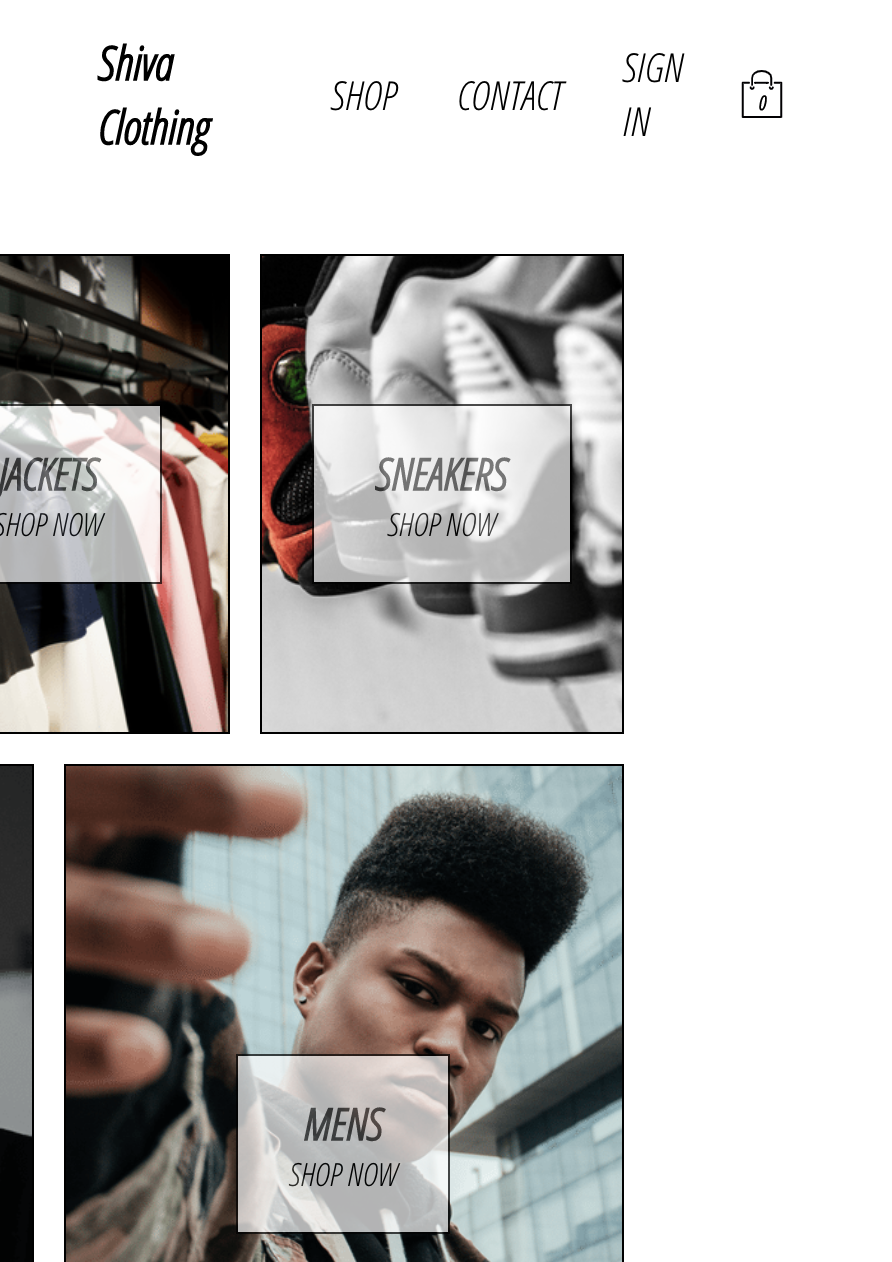 Shiva
Clothing
SHOP
CONTACT
SIGN
IN
0
JACKETS
SHOP NOW
SNEAKERS
SHOP NOW
MENS
SHOP NOW